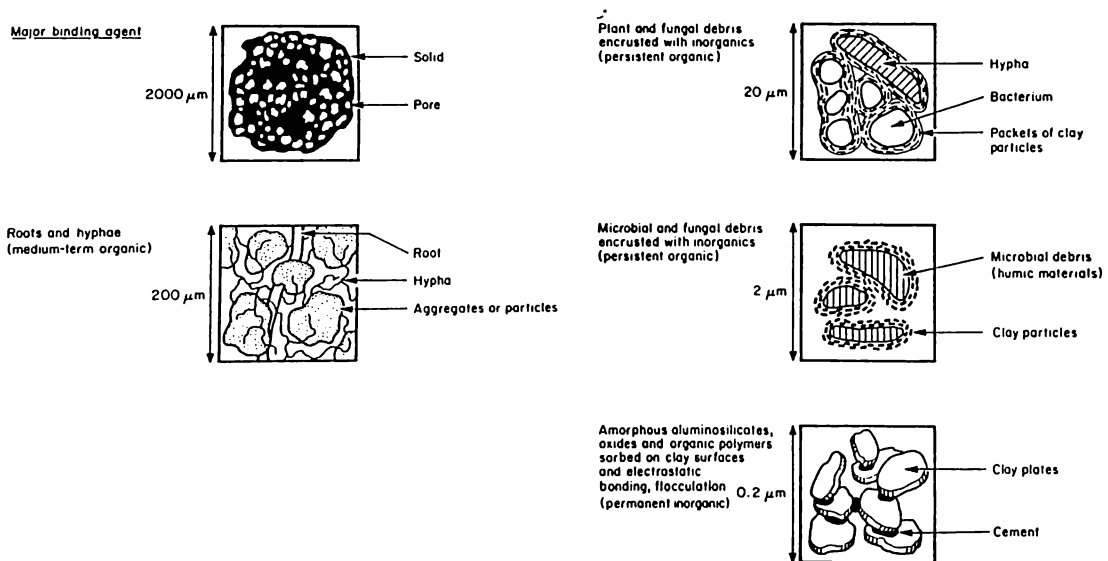 Major binding agent
2000 μm
Solid
Pore
Roots and hyphae
(medium-term organic)
200 μm
Root
Hypha
Aggregates or particles
Plant and fungal debris
encrusted with inorganics
(persistent organic)
20 μm
Hypha
Bacterium
Packets of clay
particles
Microbial and fungal debris
encrusted with inorganics
(persistent organic)
2 μm
Microbial debris
(humic materials)
Clay particles
Amorphous aluminosilicates,
oxides and organic polymers
sorbed on clay surfaces
and electrostatic
bonding, flocculation
(permanent inorganic)
0.2 μm
Clay plates
Cement